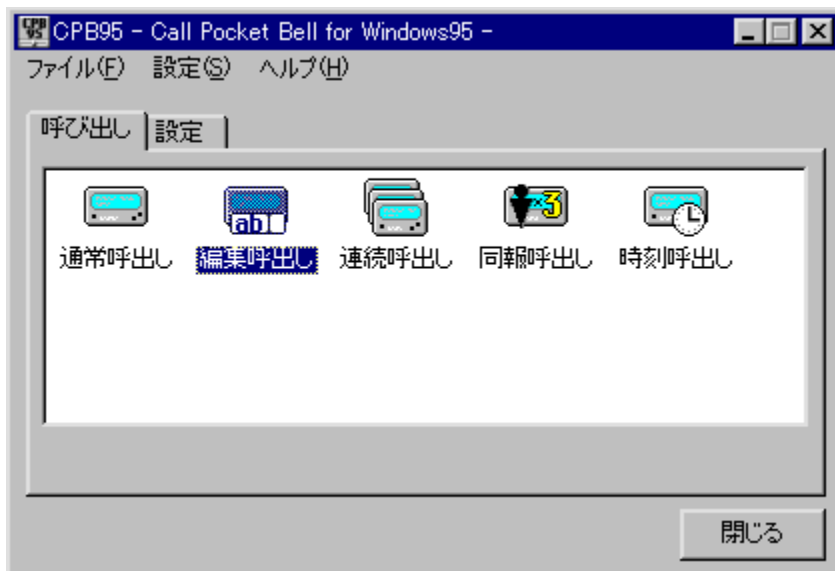 CPB95 - Call Pocket Bell for Windows95 -
ファイル(F) 設定(S) ヘルプ(H)
呼び出し 設定
通常呼出し 編集呼出し 連続呼出し 同報呼出し 時刻呼出し
閉じる